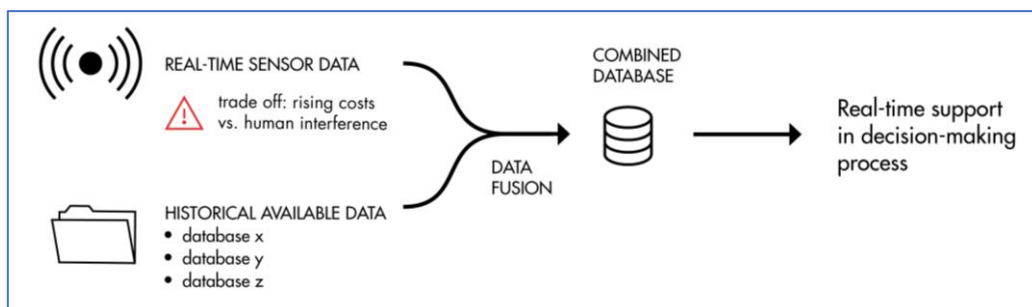 REAL-TIME SENSOR DATA
trade off: rising costs
vs. human interference
HISTORICAL AVAILABLE DATA
• database x
• database y
• database z
DATA
FUSION
COMBINED
DATABASE
Real-time support
in decision-making
process